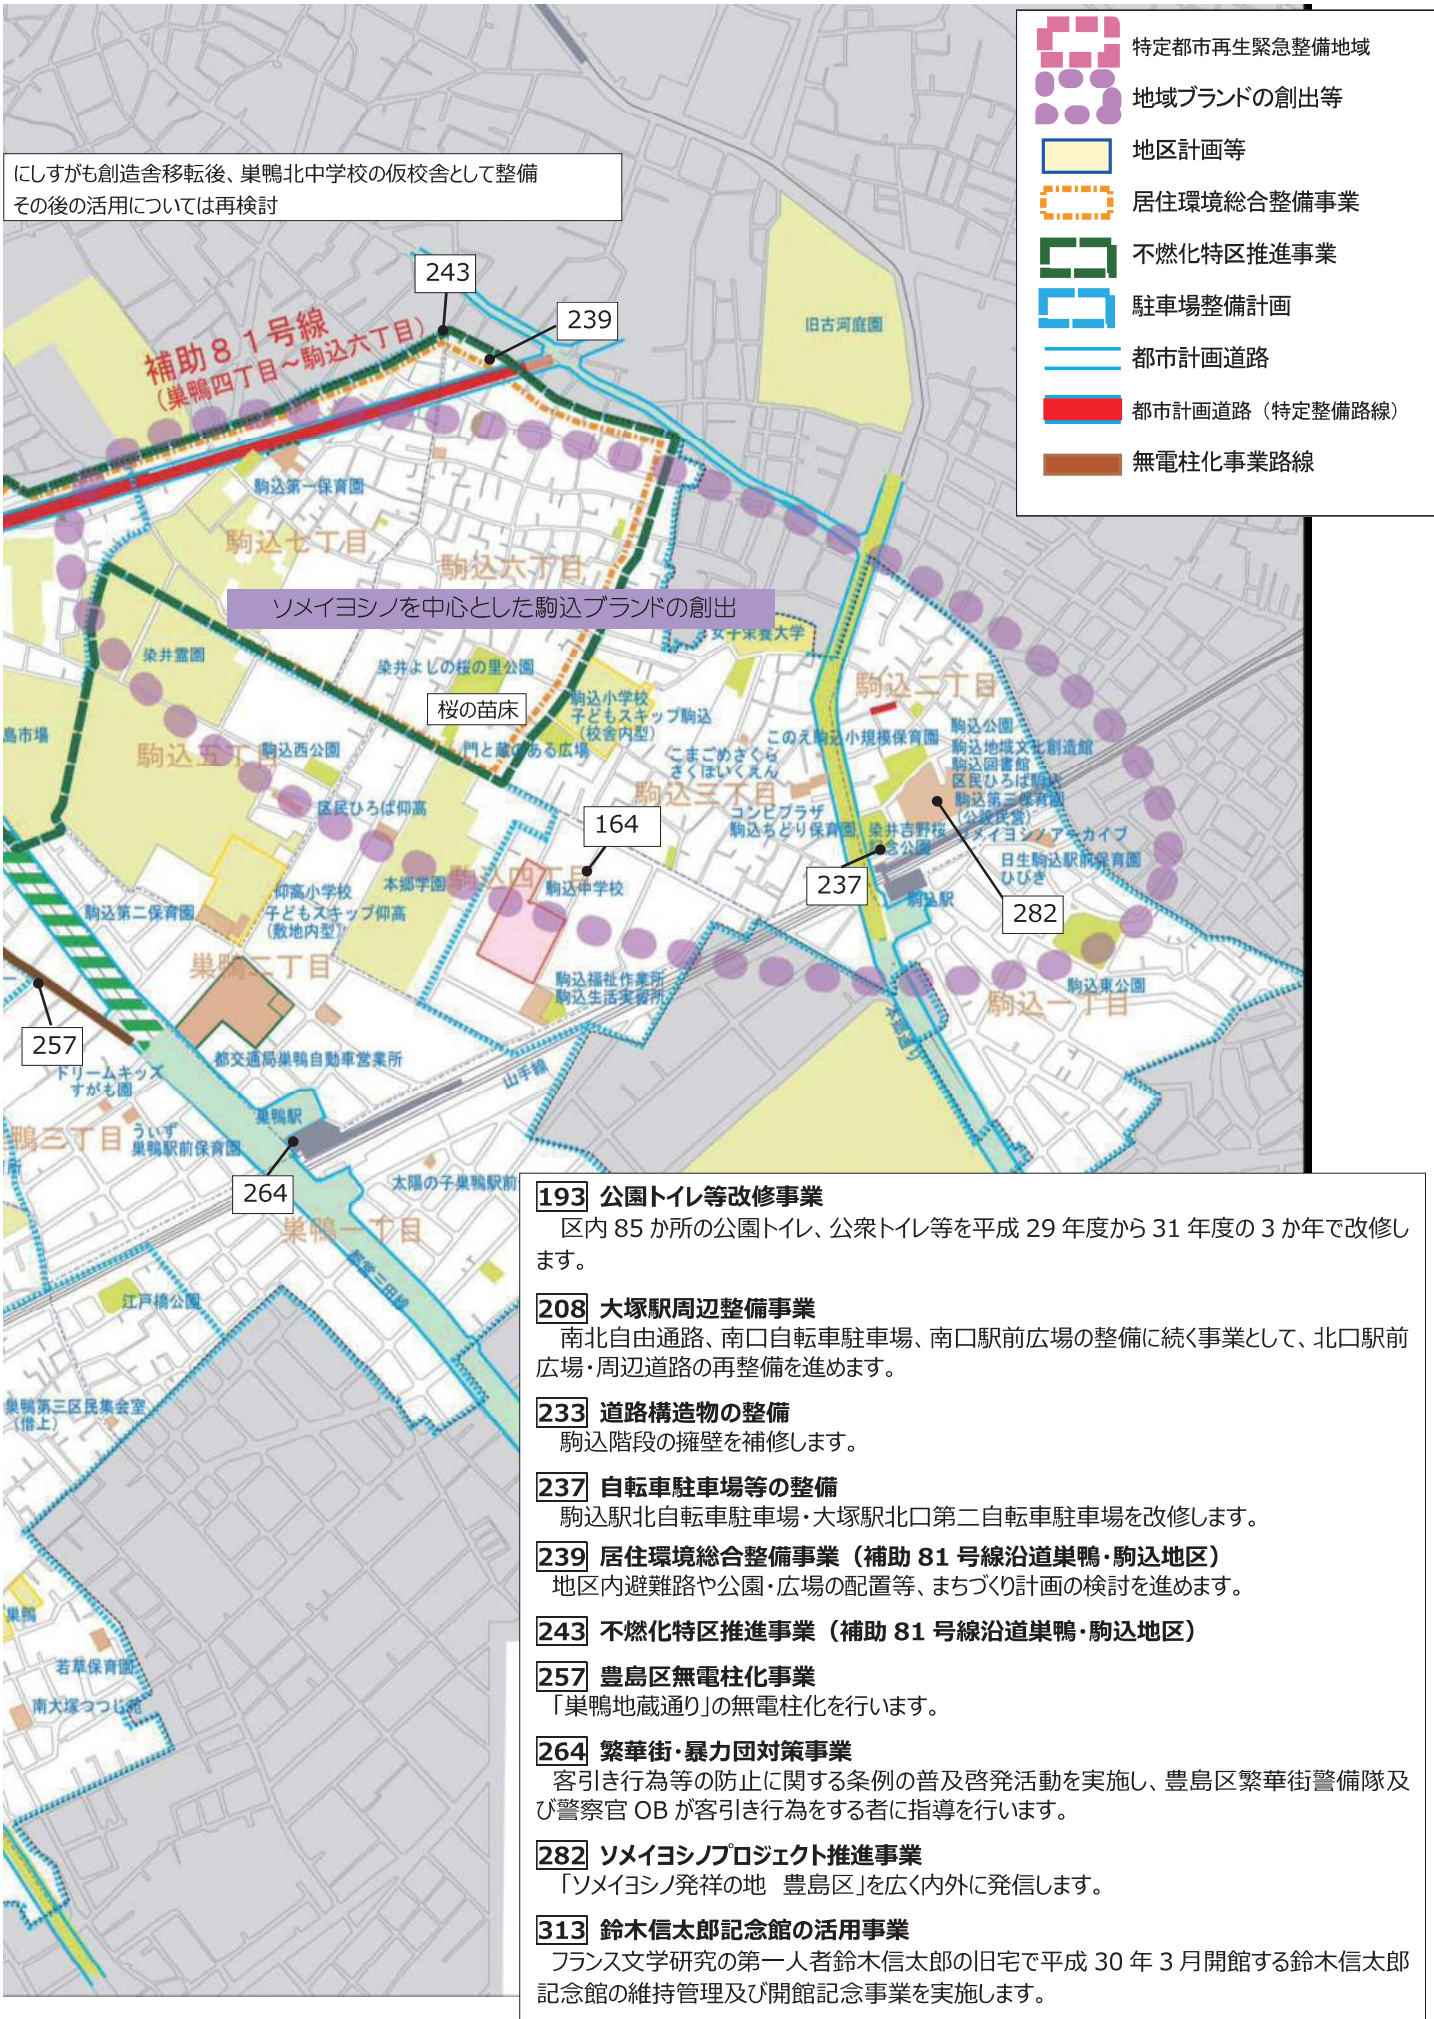 特定都市再生緊急整備地域
地域ブランドの創出等
地区計画等
居住環境総合整備事業
不燃化特区推進事業
駐車場整備計画
都市計画道路
都市計画道路（特定整備路線）
無電柱化事業路線
にしすがも創造舎移転後、巣鴨北中学校の仮校舎として整備
その後の活用については再検討
243
239
補助８１号線
（巣鴨四丁目～駒込六丁目）
旧古河庭園
駒込第一保育園
駒込七丁目
駒込六丁目
ソメイヨシノを中心とした駒込ブランドの創出
女子栄養大学
染井霊園
染井よしの桜の里公園
桜の苗床
駒込小学校
子どもスキップ駒込
（校舎内型）
門と蔵のある広場
駒込二丁目
島市場
駒込五丁目
駒込西公園
このえ駒込小規模保育園
駒込公園
駒込地域文化創造館
駒込図書館
区民ひろば駒込
駒込第三保育園
（公設民営）
ソメイヨシノアーカイブ
こまごめさくら
さくほいくえん
駒込三丁目
コンビプラザ
駒込ちどり保育園
染井吉野桜
記念公園
区民ひろば仰高
164
237
282
日生駒込駅前保育園
ひびき
駒込駅
仰高小学校
子どもスキップ仰高
（敷地内型）
本郷学園
駒込四丁目
駒込中学校
駒込第二保育園
巣鴨二丁目
駒込福祉作業所
駒込生活実習所
駒込東公園
駒込一丁目
本郷通り
257
都交通局巣鴨自動車営業所
ドリームキッズ
すがも園
山手線
巣鴨駅
鴨三丁目
ういず
巣鴨駅前保育園
所
264
太陽の子巣鴨駅前
巣鴨一丁目
都営三田線
江戸橋公園
巣鴨第三区民集会室
（借上）
巣鴨
若草保育園
南大塚つつじ苑
193 公園トイレ等改修事業
区内 85 か所の公園トイレ、公衆トイレ等を平成 29 年度から 31 年度の 3 か年で改修し
ます。
208 大塚駅周辺整備事業
南北自由通路、南口自転車駐車場、南口駅前広場の整備に続く事業として、北口駅前
広場・周辺道路の再整備を進めます。
233 道路構造物の整備
駒込階段の擁壁を補修します。
237 自転車駐車場等の整備
駒込駅北自転車駐車場・大塚駅北口第二自転車駐車場を改修します。
239 居住環境総合整備事業（補助 81 号線沿道巣鴨・駒込地区）
地区内避難路や公園・広場の配置等、まちづくり計画の検討を進めます。
243 不燃化特区推進事業（補助 81 号線沿道巣鴨・駒込地区）
257 豊島区無電柱化事業
「巣鴨地蔵通り」の無電柱化を行います。
264 繁華街・暴力団対策事業
客引き行為等の防止に関する条例の普及啓発活動を実施し、豊島区繁華街警備隊及
び警察官 OB が客引き行為をする者に指導を行います。
282 ソメイヨシノプロジェクト推進事業
「ソメイヨシノ発祥の地　豊島区」を広く内外に発信します。
313 鈴木信太郎記念館の活用事業
フランス文学研究の第一人者鈴木信太郎の旧宅で平成 30 年 3 月開館する鈴木信太郎
記念館の維持管理及び開館記念事業を実施します。